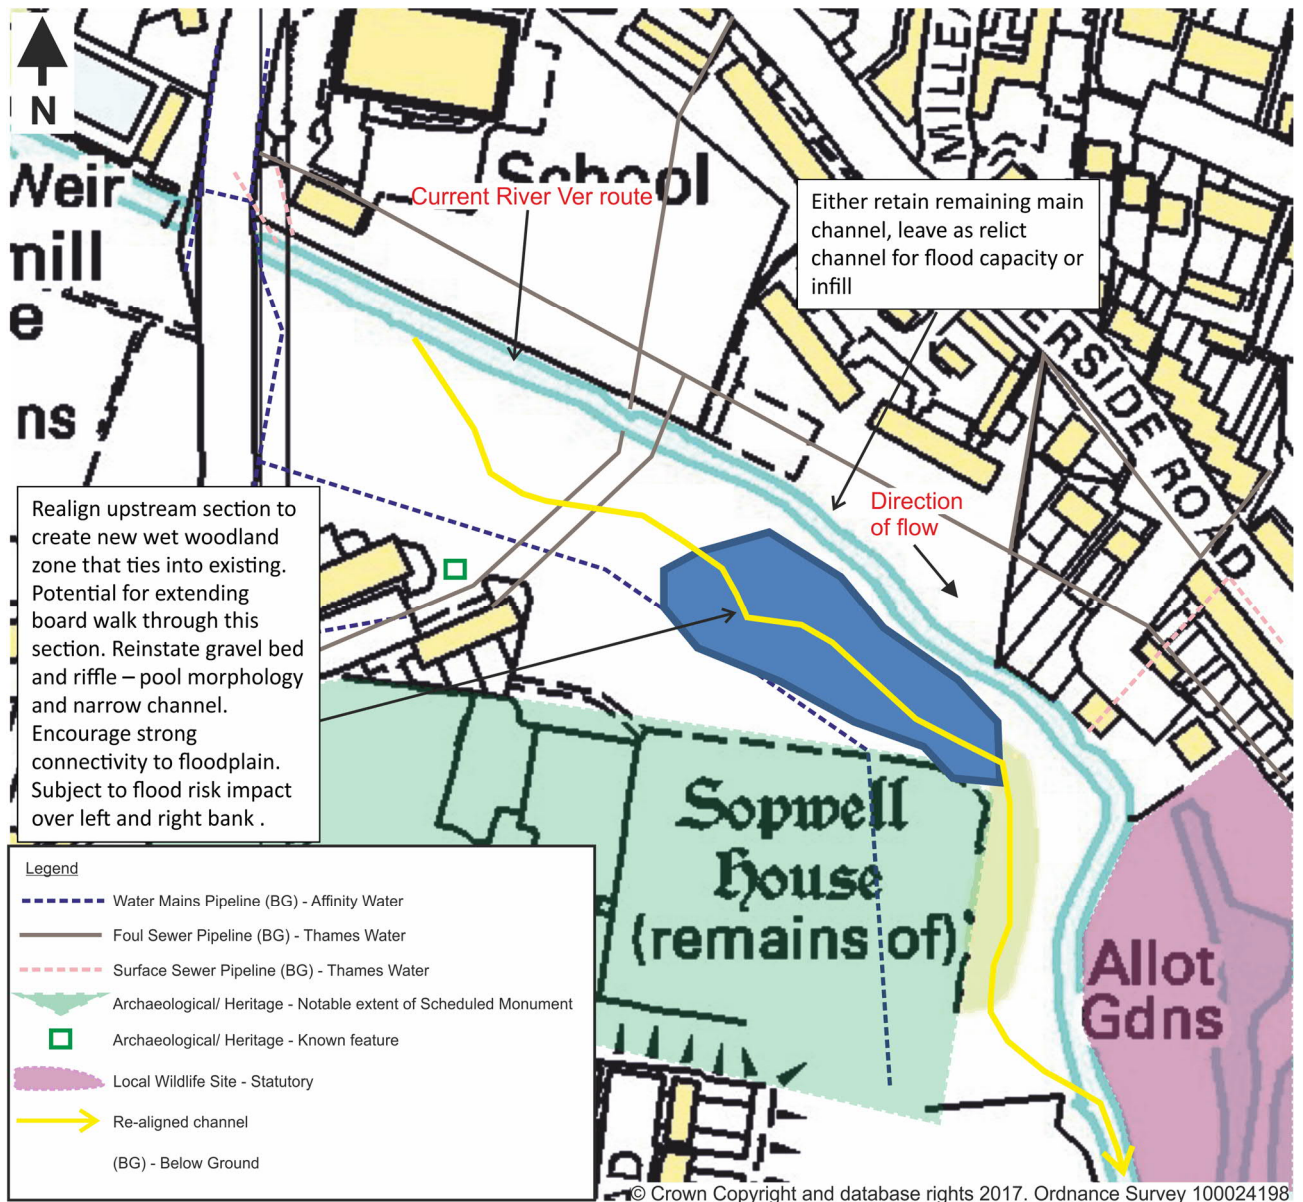 N
Weir
mill
e
ns
School
Current River Ver route
MILLE
ERSIDE ROAD
Either retain remaining main
channel, leave as relict
channel for flood capacity or
infill
Direction
of flow
Realign upstream section to
create new wet woodland
zone that ties into existing.
Potential for extending
board walk through this
section. Reinstate gravel bed
and riffle – pool morphology
and narrow channel.
Encourage strong
connectivity to floodplain.
Subject to flood risk impact
over left and right bank .
Sopwell
House
(remains of)
Allot
Gdns
Legend
Water Mains Pipeline (BG) - Affinity Water
Foul Sewer Pipeline (BG) - Thames Water
Surface Sewer Pipeline (BG) - Thames Water
Archaeological/ Heritage - Notable extent of Scheduled Monument
Archaeological/ Heritage - Known feature
Local Wildlife Site - Statutory
Re-aligned channel
(BG) - Below Ground
D
© Crown Copyright and database rights 2017. Ordnance Survey 100024198